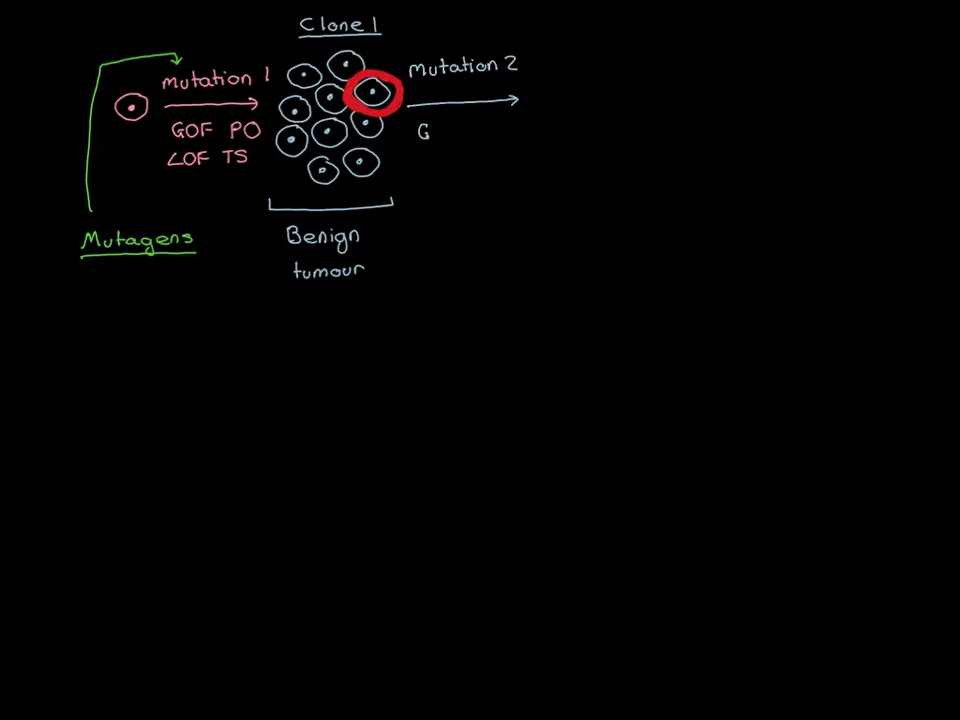 Clone 1
Mutation 1
GOF PO
LOF TS
Mutation 2
G
Mutagens
Benign
tumour